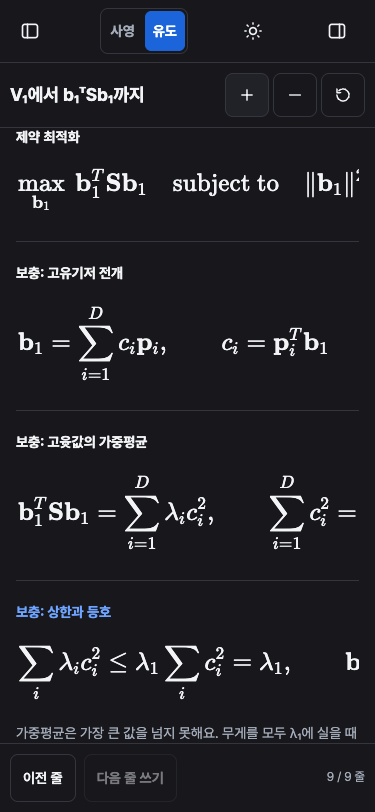 사영 유도
V₁에서 b₁ᵀSb₁까지
제약 최적화
max_{b₁} b₁ᵀSb₁ subject to ‖b₁‖²
보충: 고유기저 전개
b₁ = ∑_{i=1}^{D} cᵢpᵢ, cᵢ = pᵢᵀb₁
보충: 고윳값의 가중평균
b₁ᵀSb₁ = ∑_{i=1}^{D} λᵢcᵢ², ∑_{i=1}^{D} cᵢ² =
보충: 상한과 등호
∑ᵢ λᵢcᵢ² ≤ λ₁ ∑ᵢ cᵢ² = λ₁, b
가중평균은 가장 큰 값을 넘지 못해요. 무게를 모두 λ₁에 실을 때
이전 줄 다음 줄 쓰기 9 / 9 줄